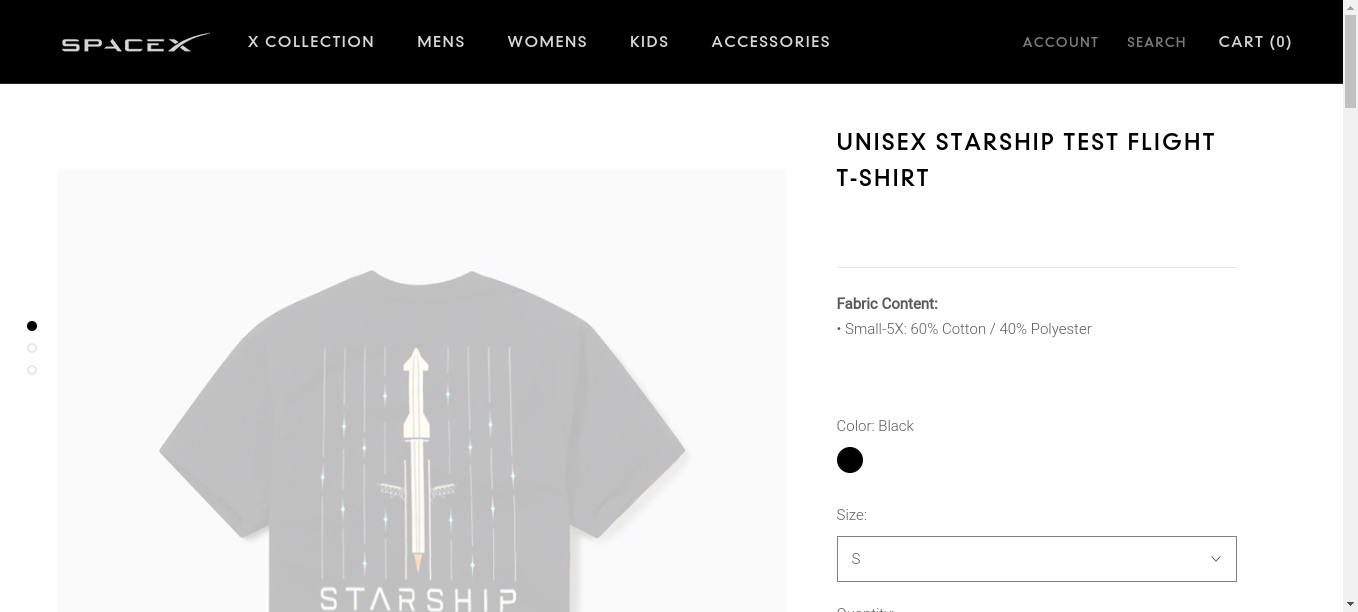 SPACEX
X COLLECTION
MENS
WOMENS
KIDS
ACCESSORIES
ACCOUNT
SEARCH
CART (0)
UNISEX STARSHIP TEST FLIGHT
T-SHIRT
Fabric Content:
• Small-5X: 60% Cotton / 40% Polyester
Color: Black
Size:
S
Quantity:
STARSHIP